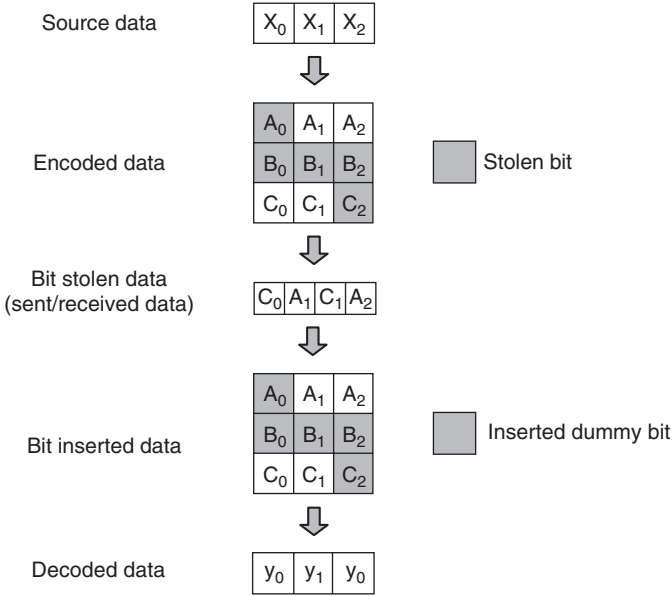 Source data
X₀ X₁ X₂
A₀ A₁ A₂
Encoded data
B₀ B₁ B₂
Stolen bit
C₀ C₁ C₂
Bit stolen data
(sent/received data)
C₀ A₁ C₁ A₂
A₀ A₁ A₂
Bit inserted data
B₀ B₁ B₂
Inserted dummy bit
C₀ C₁ C₂
Decoded data
y₀ y₁ y₀